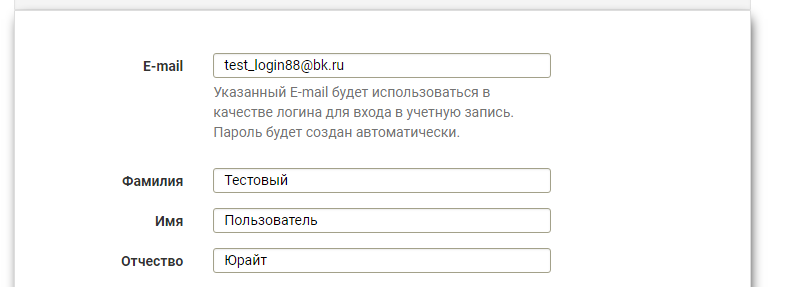 E-mail test_login88@bk.ru
Указанный E-mail будет использоваться в
качестве логина для входа в учетную запись.
Пароль будет создан автоматически.
Фамилия Тестовый
Имя Пользователь
Отчество Юрайт